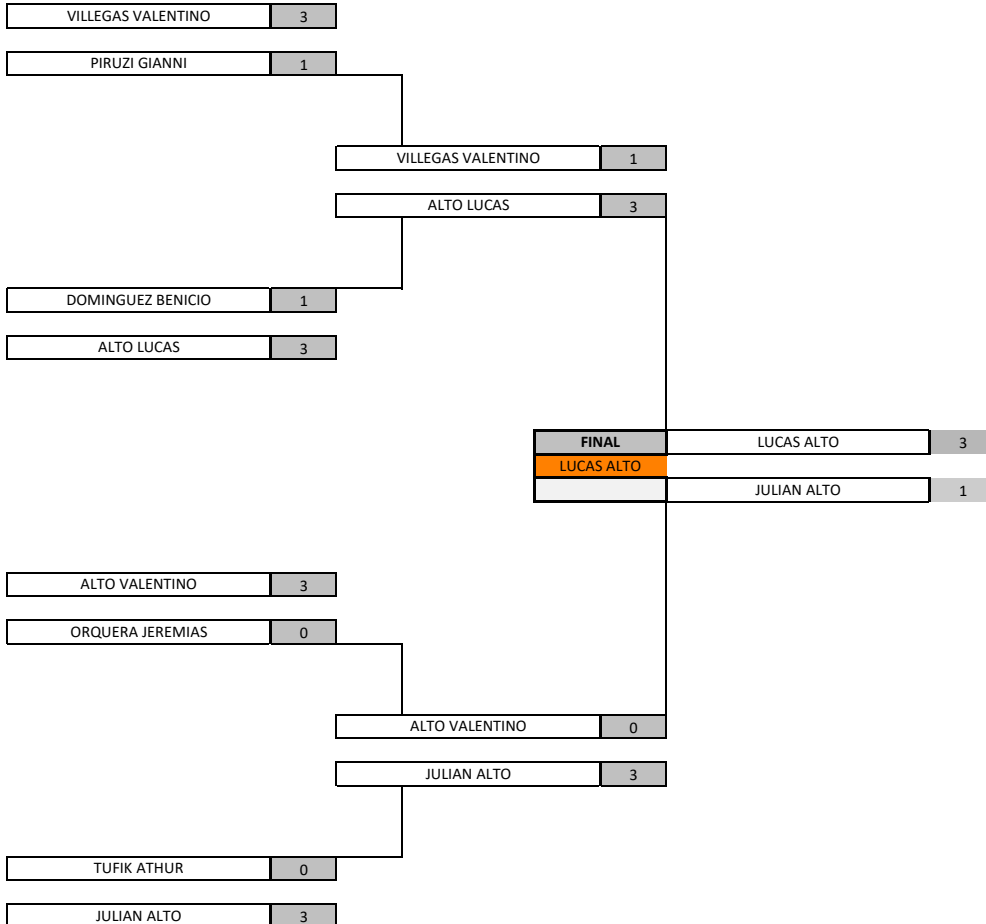 VILLEGAS VALENTINO 3
PIRUZI GIANNI 1
VILLEGAS VALENTINO 1
ALTO LUCAS 3
DOMINGUEZ BENICIO 1
ALTO LUCAS 3
FINAL LUCAS ALTO 3
LUCAS ALTO
JULIAN ALTO 1
ALTO VALENTINO 3
ORQUERA JEREMIAS 0
ALTO VALENTINO 0
JULIAN ALTO 3
TUFIK ATHUR 0
JULIAN ALTO 3